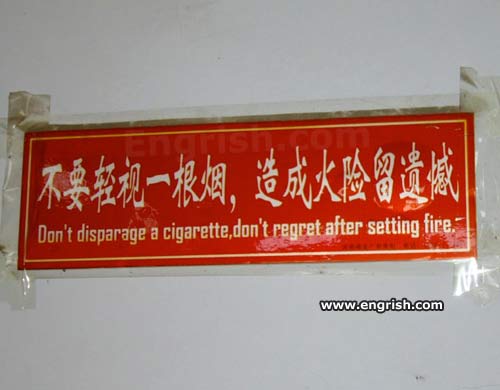 不要轻视一根烟，造成火险留遗憾
Don't disparage a cigarette,don't regret after setting fire.
www.engrish.com